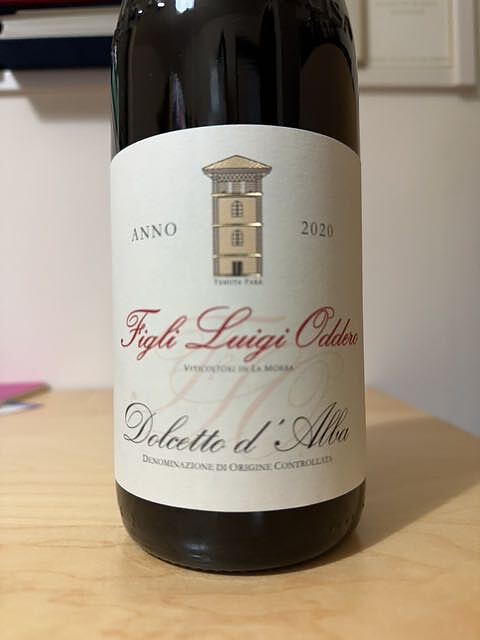 ANNO 2020
TENUTA PARÀ
Figli Luigi Oddero
VITICOLTORI IN LA MORRA
Dolcetto d'Alba
DENOMINAZIONE DI ORIGINE CONTROLLATA